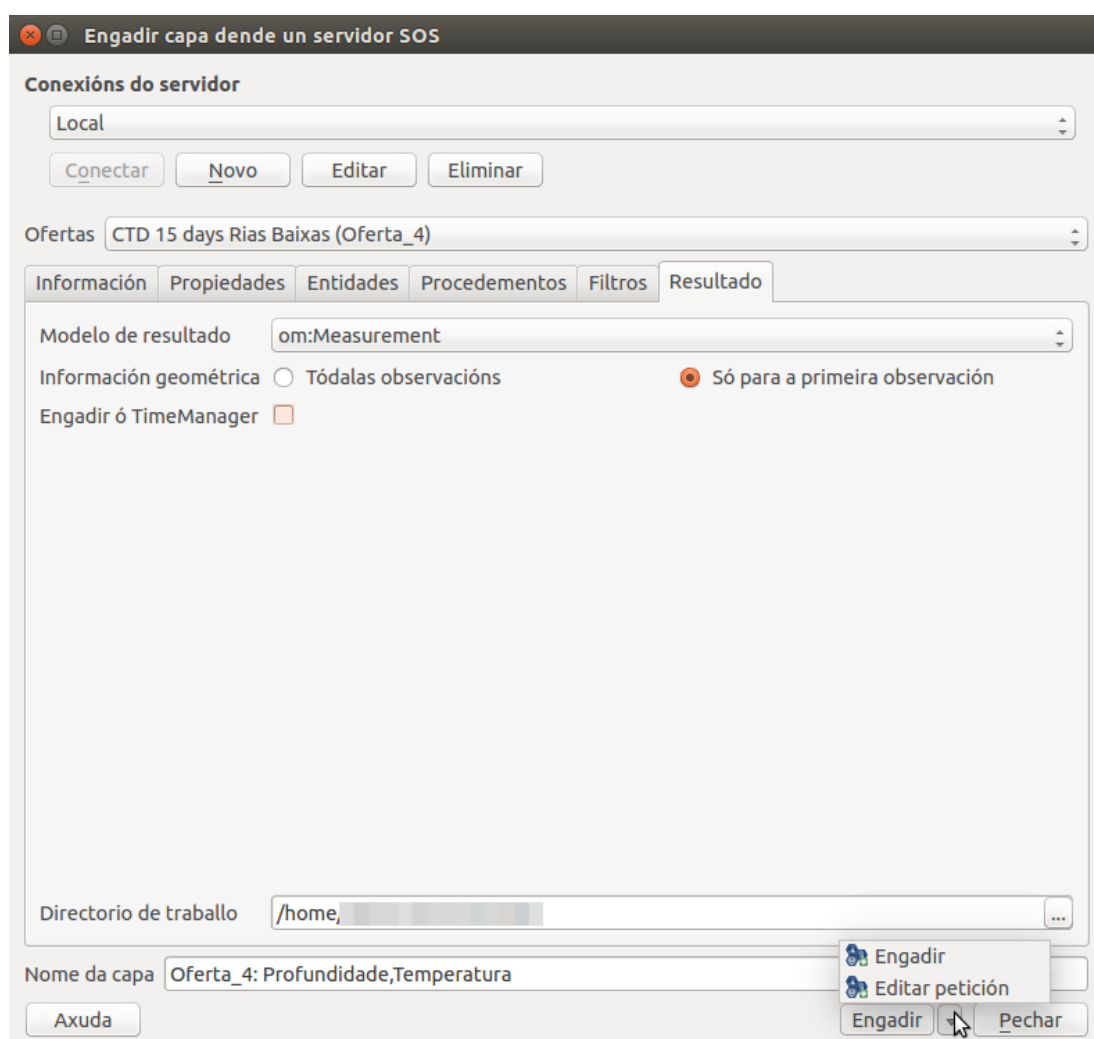 Engadir capa dende un servidor SOS
Conexións do servidor
Local
Conectar Novo Editar Eliminar
Ofertas CTD 15 days Rias Baixas (Oferta_4)
Información Propiedades Entidades Procedementos Filtros Resultado
Modelo de resultado om:Measurement
Información geométrica Tódalas observacións Só para a primeira observación
Engadir ó TimeManager
Directorio de traballo /home/ ...
Engadir
Nome da capa Oferta_4: Profundidade,Temperatura
Editar petición
Axuda Engadir Pechar